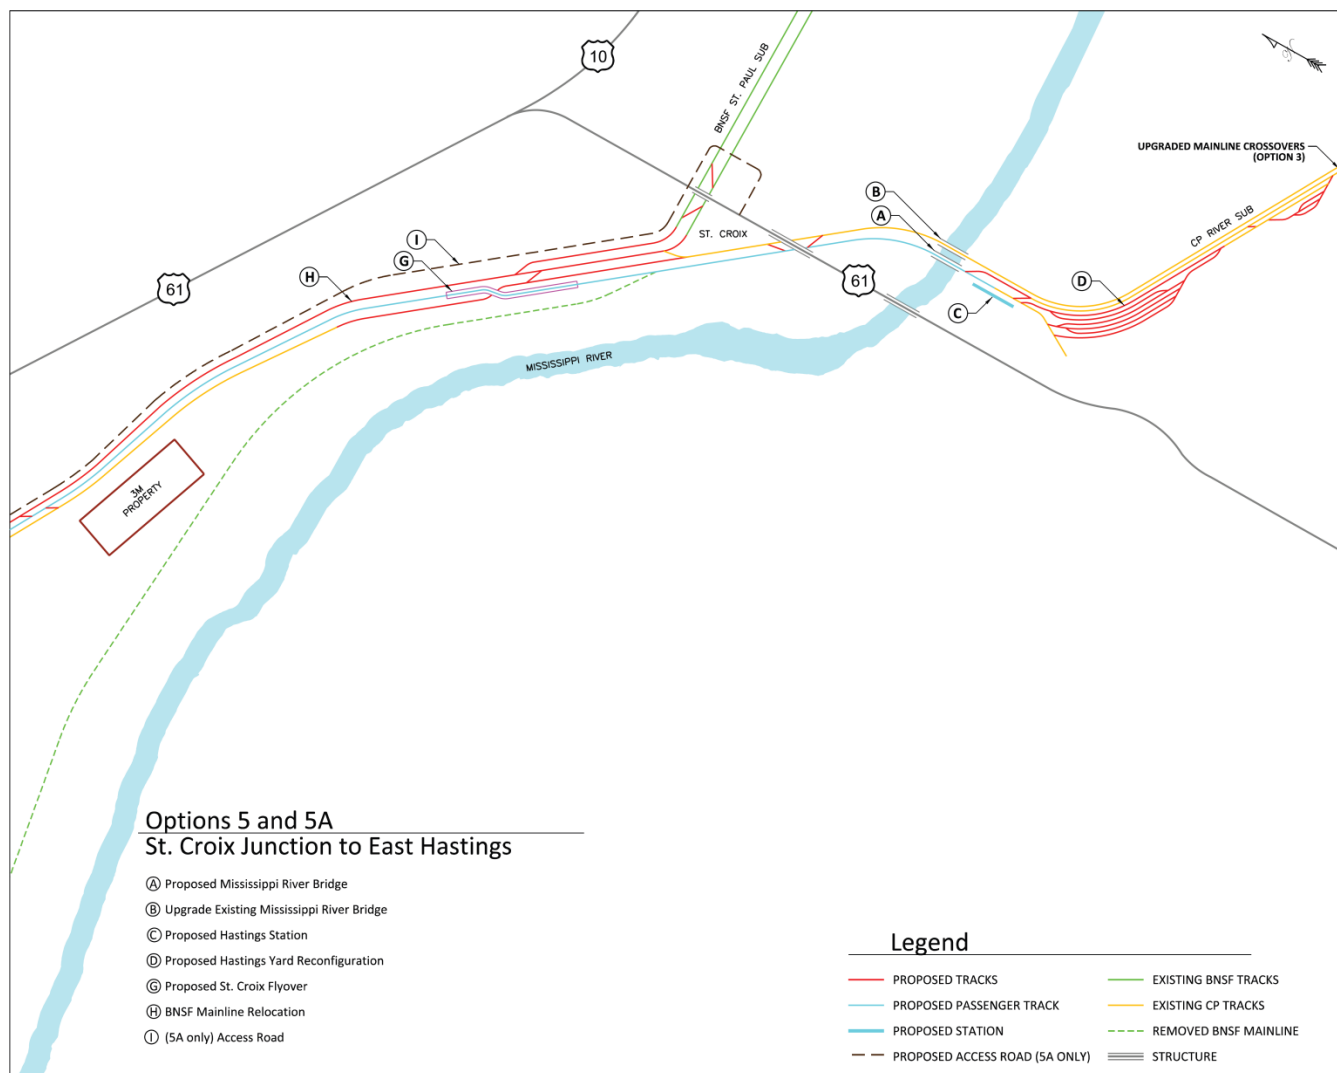 10
N
BNSF ST. PAUL SUB
UPGRADED MAINLINE CROSSOVERS
(OPTION 3)
B
A
CP RIVER SUB
ST. CROIX
I
G
H
61
61
D
C
MISSISSIPPI RIVER
3M
PROPERTY
Options 5 and 5A
St. Croix Junction to East Hastings
A Proposed Mississippi River Bridge
B Upgrade Existing Mississippi River Bridge
C Proposed Hastings Station
D Proposed Hastings Yard Reconfiguration
G Proposed St. Croix Flyover
H BNSF Mainline Relocation
I (5A only) Access Road
Legend
PROPOSED TRACKS
PROPOSED PASSENGER TRACK
PROPOSED STATION
PROPOSED ACCESS ROAD (5A ONLY)
EXISTING BNSF TRACKS
EXISTING CP TRACKS
REMOVED BNSF MAINLINE
STRUCTURE